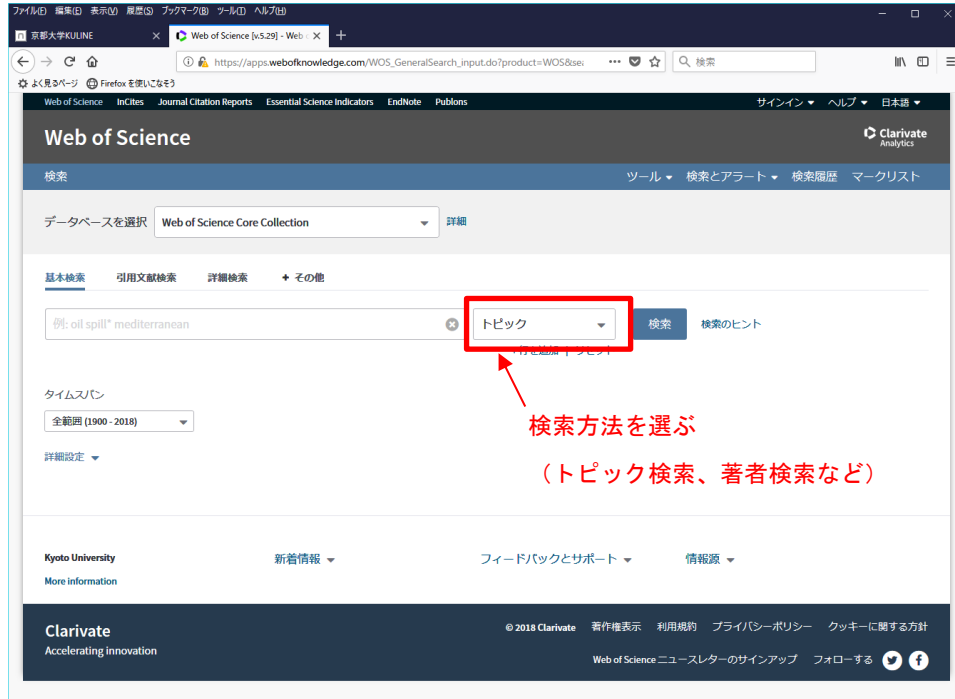 ファイル(F) 編集(E) 表示(V) 履歴(S) ブックマーク(B) ツール(T) ヘルプ(H)
京都大学KULINE × Web of Science [v.5.29] - Web × +
https://apps.webofknowledge.com/WOS_GeneralSearch_input.do?product=WOS&sea 検索
よく見るページ Firefox を使いこなそう
Web of Science InCites Journal Citation Reports Essential Science Indicators EndNote Publons サインイン ヘルプ 日本語
Web of Science Clarivate
Analytics
検索 ツール 検索とアラート 検索履歴 マークリスト
データベースを選択 Web of Science Core Collection 詳細
基本検索 引用文献検索 詳細検索 + その他
例: oil spill* mediterranean トピック 検索 検索のヒント
行を追加 | リセット
タイムスパン
全範囲 (1900 - 2018)
検索方法を選ぶ
詳細設定
（トピック検索、著者検索など）
Kyoto University 新着情報 フィードバックとサポート 情報源
More information
Clarivate © 2018 Clarivate 著作権表示 利用規約 プライバシーポリシー クッキーに関する方針
Accelerating innovation
Web of Science ニュースレターのサインアップ フォローする